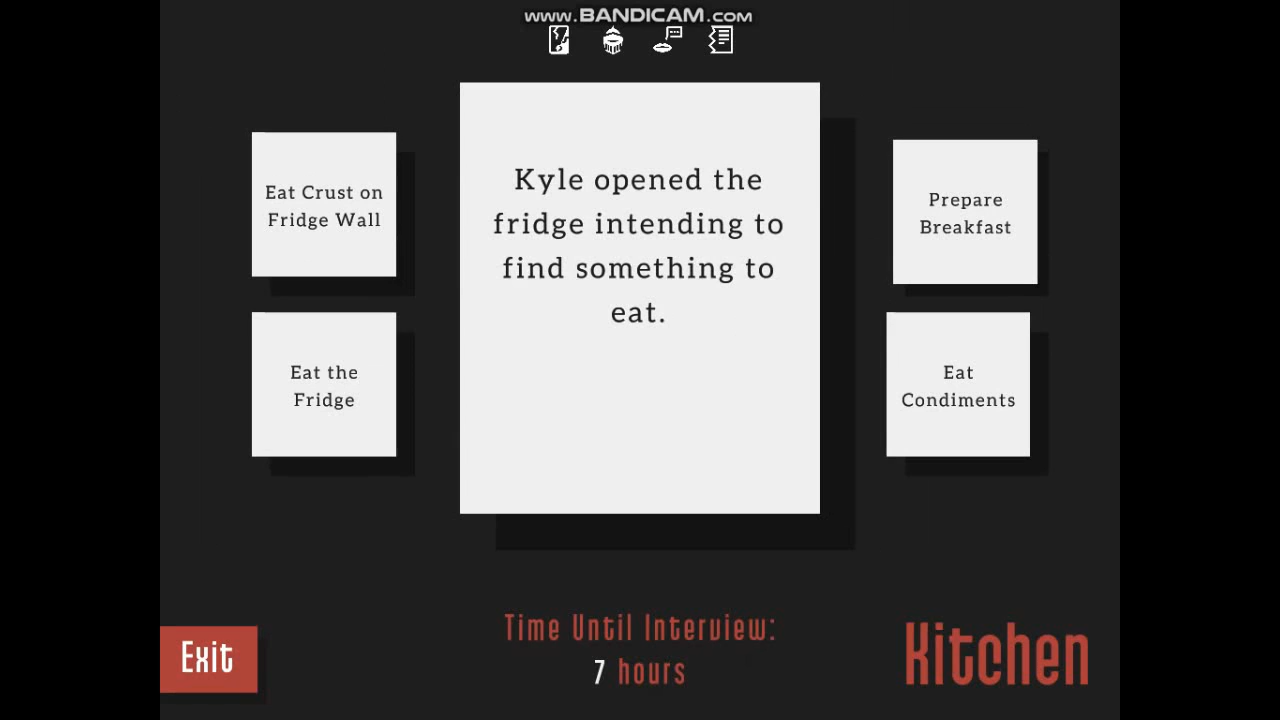 www.BANDICAM.com
Eat Crust on
Fridge Wall
Eat the
Fridge
Kyle opened the
fridge intending to
find something to
eat.
Prepare
Breakfast
Eat
Condiments
Exit
Time Until Interview:
7 hours
Kitchen